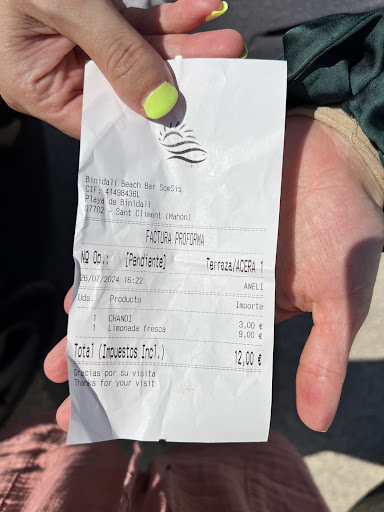 Binidali Beach Bar SomSis
CIF: 41498436L
Playa de Binidali
07702 - Sant Climent (Mahon)
FACTURA PROFORMA
Nº Op.: [Pendiente] Terraza/ACERA 1
26/07/2024 16:22 ANELI
Uds. Producto Importe
1 CHANDI 3,00 €
1 Limonada fresca 9,00 €
Total (Impuestos Incl.) 12,00 €
Gracias por su visita
Thanks for your visit